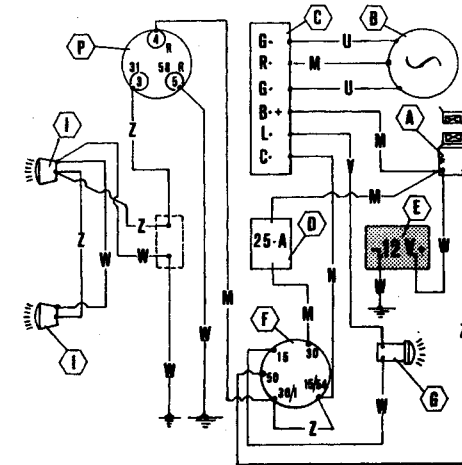 C
B
P
4
R
G-
U
R-
M
31
58
R
3
5
G-
U
B-+
A
L-
M
I
Z
C-
V
M
Z
D
E
Z
W
W
25-A
-12 V.+
W
N
W
M
F
M
W
15
30
I
50
G
W
W
30/1
15/54
W
Z